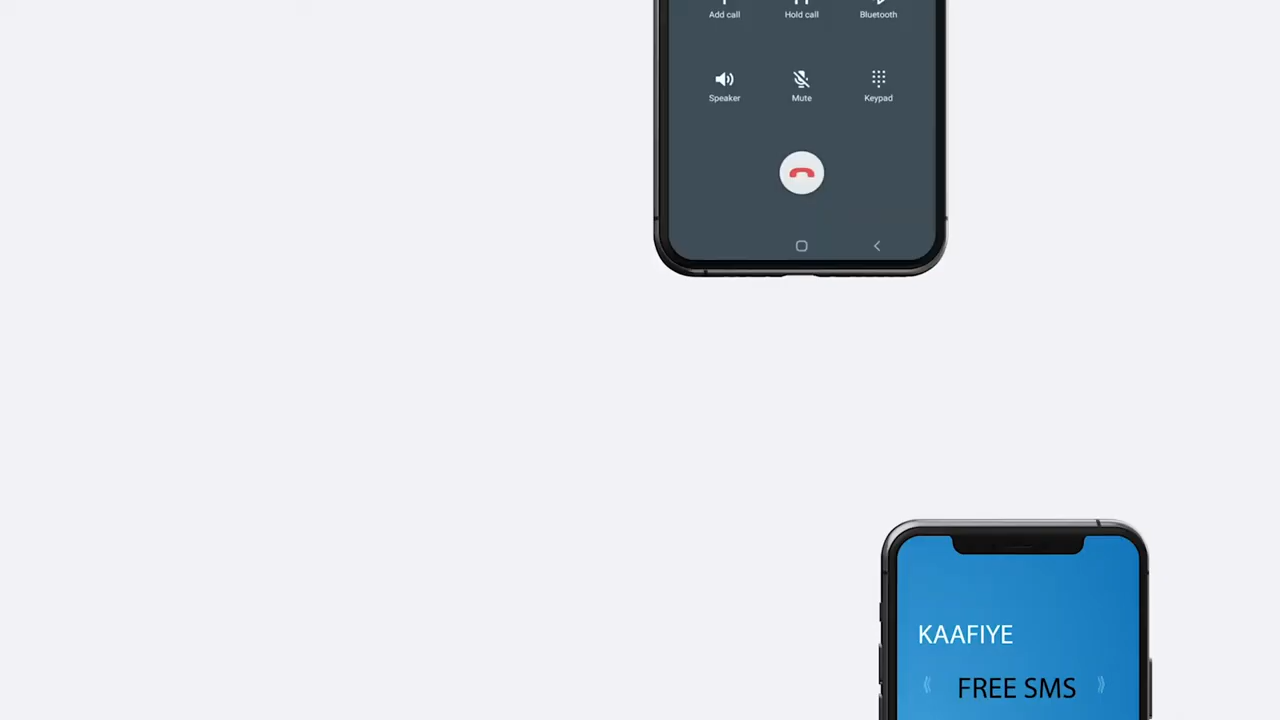 Add call Hold call Bluetooth
Speaker Mute Keypad
KAAFIYE
FREE SMS